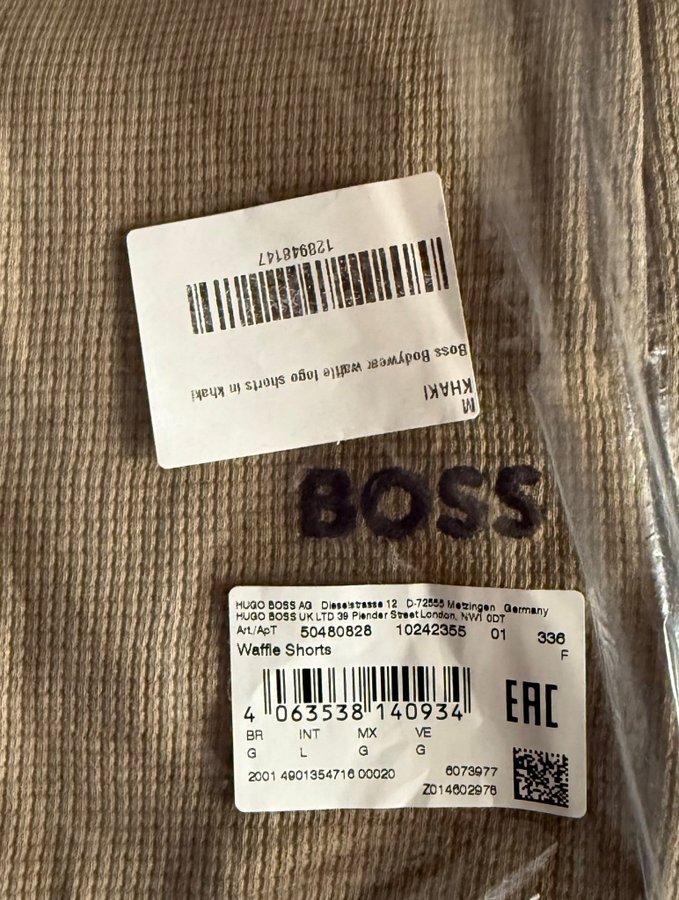 128948147
Boss Bodywear waffle logo shorts in khaki
KHAKI
M
BOSS
HUGO BOSS AG Dieselstrasse 12 D-72555 Metzingen Germany
HUGO BOSS UK LTD 39 Plender Street London, NW1 0DT
Art./ApT 50480828 10242355 01 336
Waffle Shorts F
4 063538 140934
EAC
BR INT MX VE
G L G G
2001 4901354716 00020 6073977
Z014602976